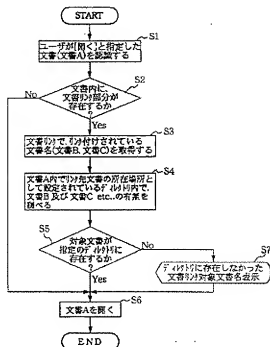 START
S1
ユーザが[開く]と指定した
文書(文書A)を認識する
S2
文書内に、
文書リンク部分が
存在するか
?
No
Yes
S3
文書リンクで、リンク付けされている
文書名(文書B、文書C)を取得する
S4
文書A内でリンク先文書の所在場所と
して設定されているディレクトリ内で、
文書B 及び 文書C etc..の有無を
調べる
S5
対象文書が
指定のディレクトリに
存在するか
?
No
Yes
S7
ディレクトリに存在しなかった
文書リンク対象文書名表示
S6
文書Aを開く
END